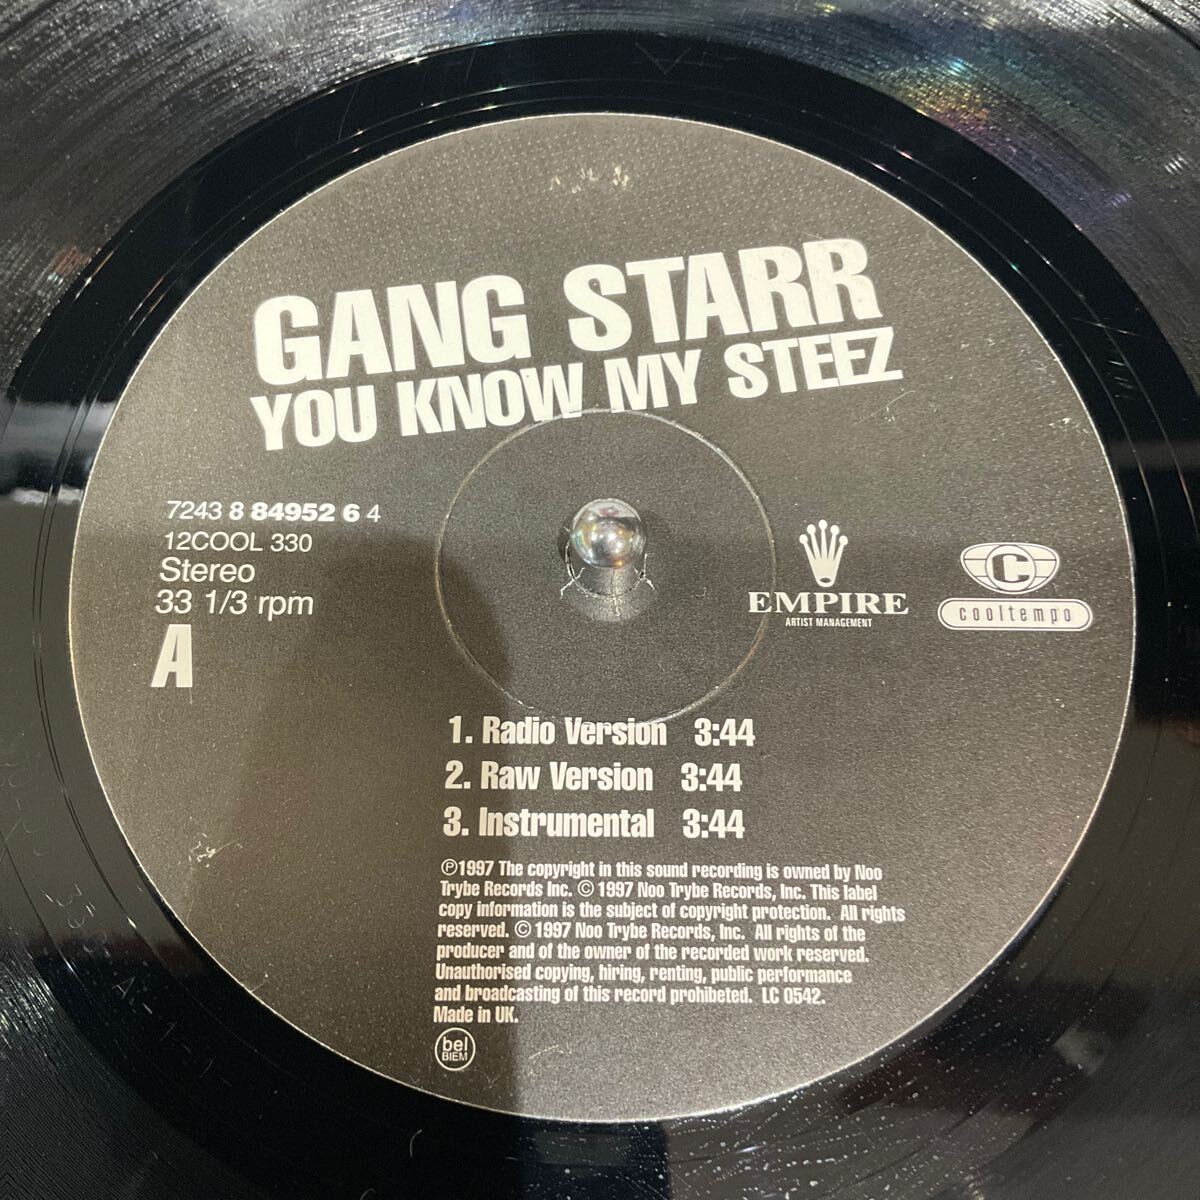 GANG STARR
YOU KNOW MY STEEZ
7243 8 84952 6 4
12COOL 330
Stereo
33 1/3 rpm
A
EMPIRE
ARTIST MANAGEMENT
C
cooltempo
1. Radio Version 3:44
2. Raw Version 3:44
3. Instrumental 3:44
℗1997 The copyright in this sound recording is owned by Noo
Trybe Records Inc. © 1997 Noo Trybe Records, Inc. This label
copy information is the subject of copyright protection. All rights
reserved. © 1997 Noo Trybe Records, Inc. All rights of the
producer and of the owner of the recorded work reserved.
Unauthorised copying, hiring, renting, public performance
and broadcasting of this record prohibeted. LC 0542.
Made in UK.
bel
BIEM